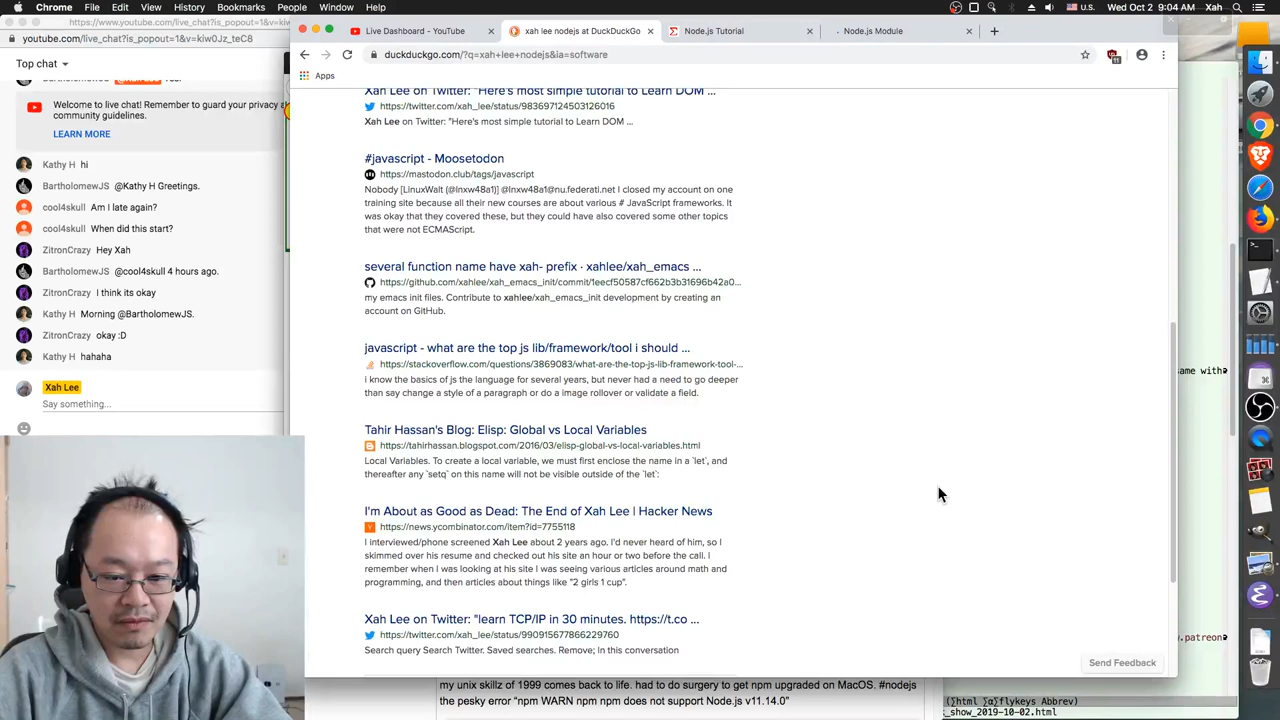 Chrome File Edit View History Bookmarks People Window Help
Wed Oct 2 9:04 AM Xah
https://www.youtube.com/live_chat?is_popout=1&v=ki
youtube.com/live_chat?is_popout=1&v=kiw0Jz_teC8
Live Dashboard - YouTube
xah lee nodejs at DuckDuckGo
Node.js Tutorial
Node.js Module
duckduckgo.com/?q=xah+lee+nodejs&ia=software
11
Apps
Top chat
Welcome to live chat! Remember to guard your privacy a
community guidelines.
LEARN MORE
Kathy H hi
BartholomewJS @Kathy H Greetings.
cool4skull Am I late again?
cool4skull When did this start?
ZitronCrazy Hey Xah
BartholomewJS @cool4skull 4 hours ago.
ZitronCrazy I think its okay
Kathy H Morning @BartholomewJS.
ZitronCrazy okay :D
Kathy H hahaha
Xah Lee
Say something...
Xah Lee on Twitter: "Here's most simple tutorial to Learn DOM ...
https://twitter.com/xah_lee/status/983697124503126016
Xah Lee on Twitter: "Here's most simple tutorial to Learn DOM ...
#javascript - Moosetodon
https://mastodon.club/tags/javascript
Nobody [LinuxWalt (@lnxw48a1)] @lnxw48a1@nu.federati.net I closed my account on one
training site because all their new courses are about various # JavaScript frameworks. It
was okay that they covered these, but they could have also covered some other topics
that were not ECMAScript.
several function name have xah- prefix · xahlee/xah_emacs ...
https://github.com/xahlee/xah_emacs_init/commit/1eecf50587cf662b3b31696b42a0...
my emacs init files. Contribute to xahlee/xah_emacs_init development by creating an
account on GitHub.
javascript - what are the top js lib/framework/tool i should ...
https://stackoverflow.com/questions/3869083/what-are-the-top-js-lib-framework-tool-...
i know the basics of js the language for several years, but never had a need to go deeper
than say change a style of a paragraph or do a image rollover or validate a field.
Tahir Hassan's Blog: Elisp: Global vs Local Variables
https://tahirhassan.blogspot.com/2016/03/elisp-global-vs-local-variables.html
Local Variables. To create a local variable, we must first enclose the name in a `let`, and
thereafter any `setq` on this name will not be visible outside of the `let`:
I'm About as Good as Dead: The End of Xah Lee | Hacker News
https://news.ycombinator.com/item?id=7755118
I interviewed/phone screened Xah Lee about 2 years ago. I'd never heard of him, so I
skimmed over his resume and checked out his site an hour or two before the call. I
remember when I was looking at his site I was seeing various articles around math and
programming, and then articles about things like "2 girls 1 cup".
Xah Lee on Twitter: "learn TCP/IP in 30 minutes. https://t.co ...
https://twitter.com/xah_lee/status/990915677866229760
Search query Search Twitter. Saved searches. Remove; In this conversation
Send Feedback
same with
y.patreon
my unix skillz of 1999 comes back to life. had to do surgery to get npm upgraded on MacOS. #nodejs
the pesky error “npm WARN npm npm does not support Node.js v11.14.0”
(}html }α}flykeys Abbrev)
_show_2019-10-02.html